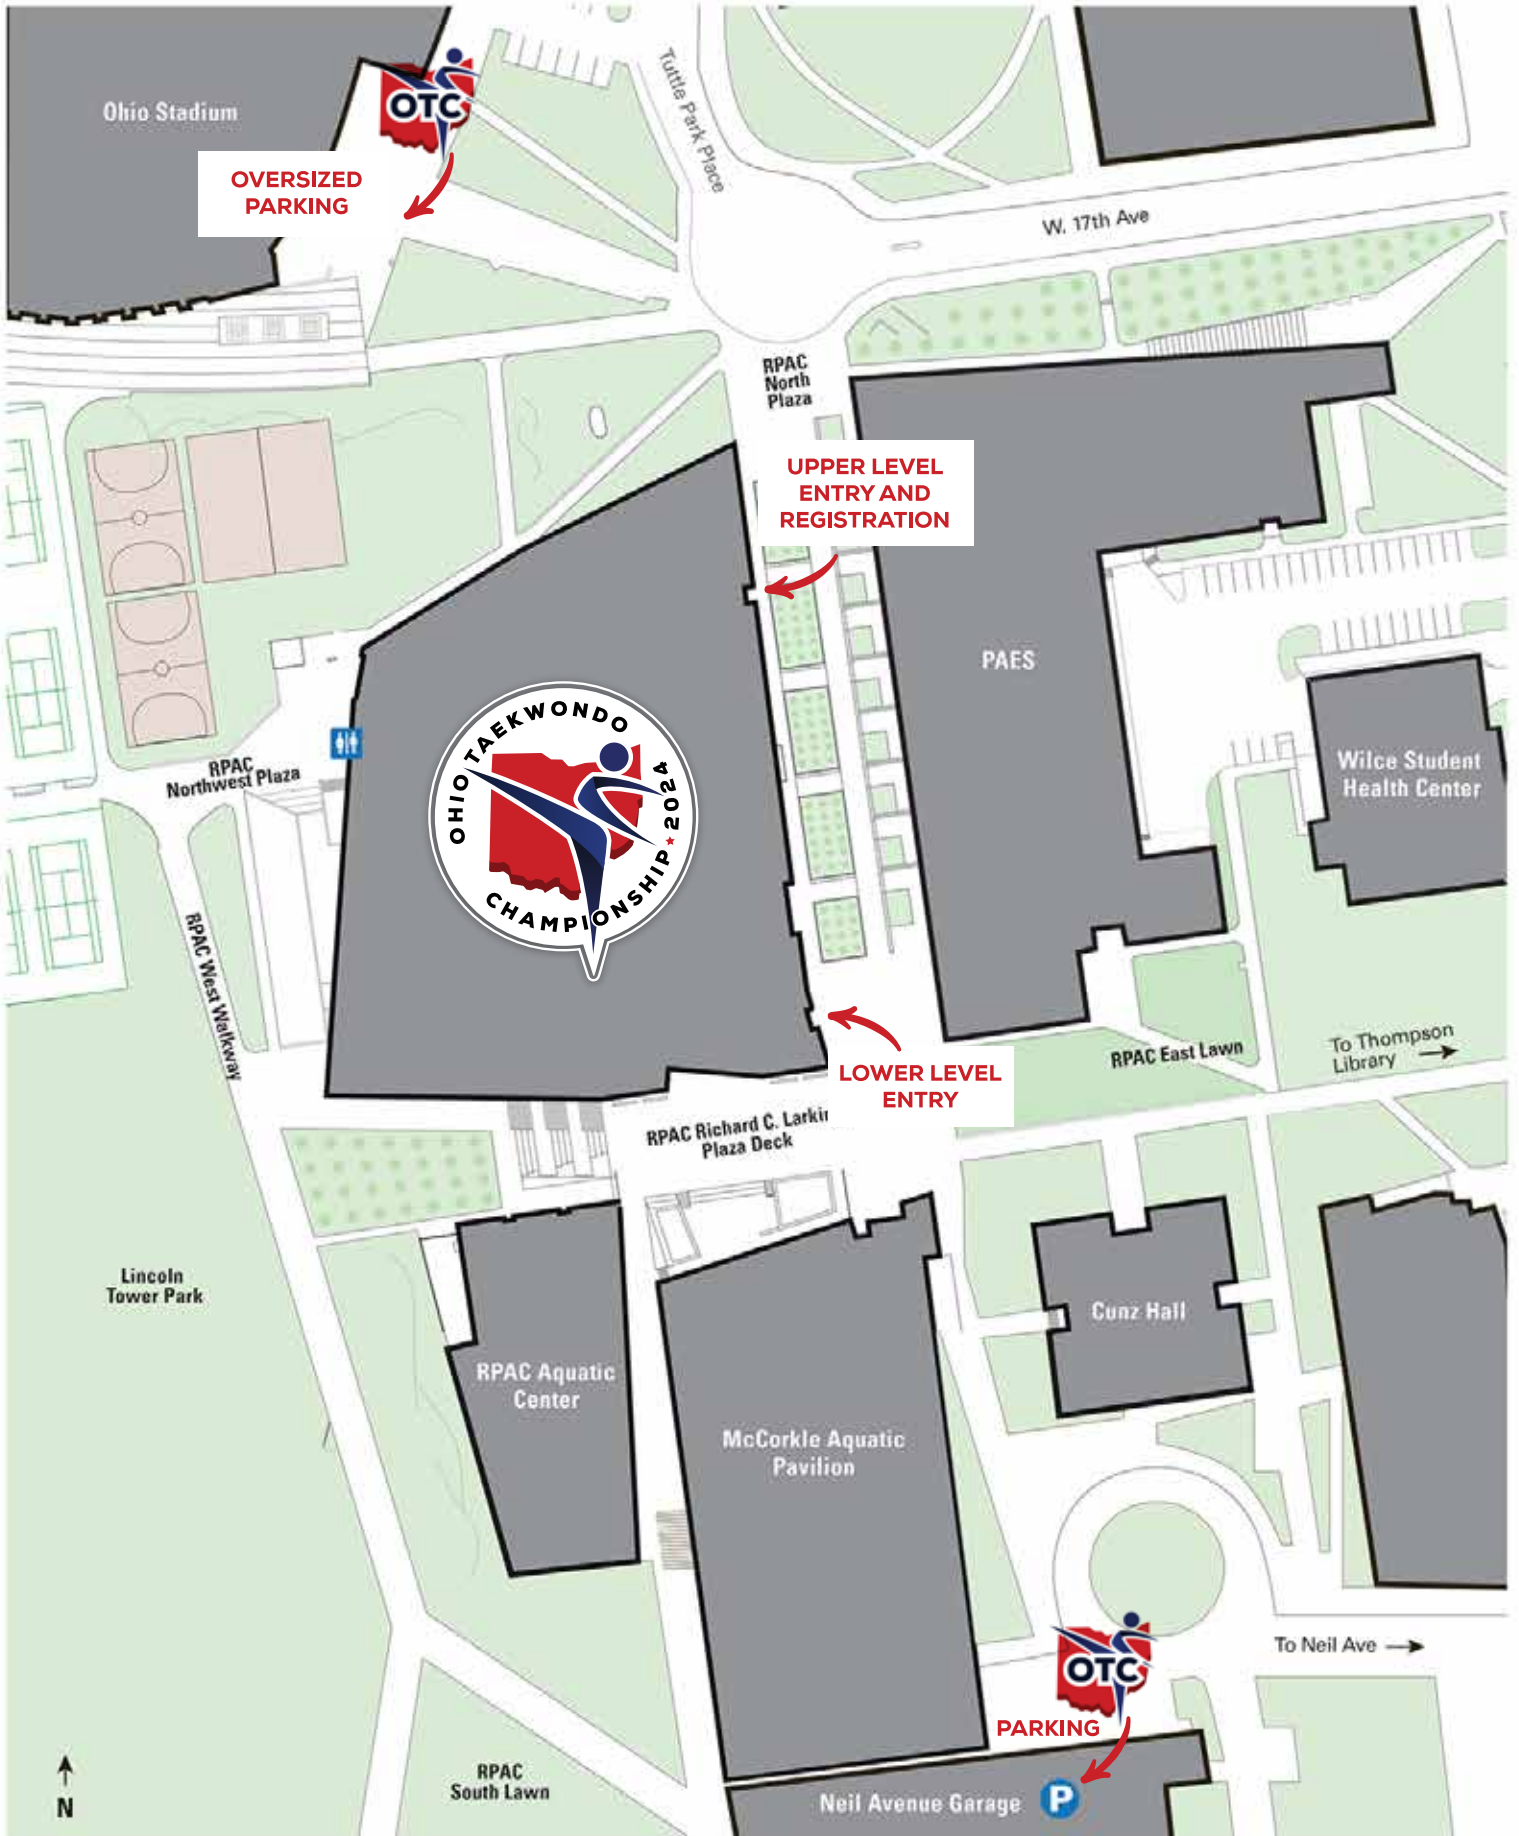 Ohio Stadium
OTC
OVERSIZED
PARKING
Tuttle Park Place
W. 17th Ave
RPAC
North
Plaza
UPPER LEVEL
ENTRY AND
REGISTRATION
PAES
OHIO TAEKWONDO
CHAMPIONSHIP ★ 2024
RPAC
Northwest Plaza
Wilce Student
Health Center
RPAC West Walkway
LOWER LEVEL
ENTRY
RPAC East Lawn
To Thompson
Library
RPAC Richard C. Larkin
Plaza Deck
Lincoln
Tower Park
Cunz Hall
RPAC Aquatic
Center
McCorkle Aquatic
Pavilion
To Neil Ave
OTC
PARKING
RPAC
South Lawn
Neil Avenue Garage
P
N